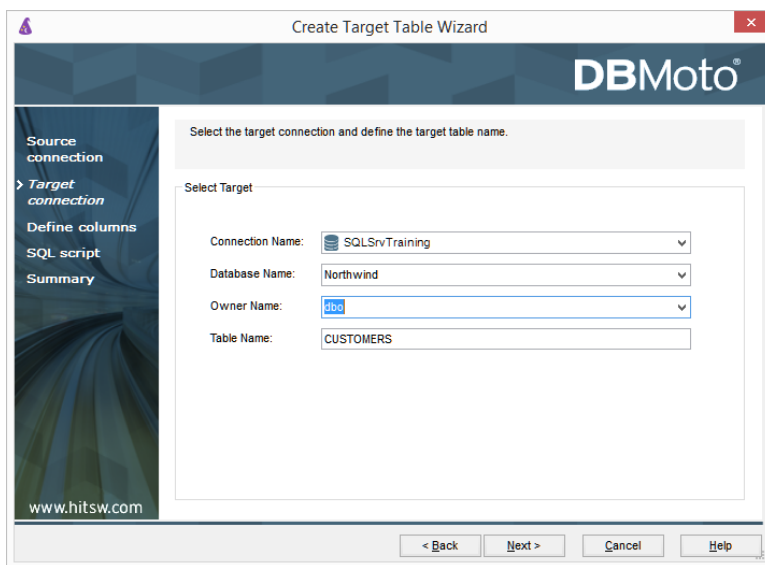 Create Target Table Wizard
DBMoto®
Source
connection
Target
connection
Define columns
SQL script
Summary
www.hitsw.com
Select the target connection and define the target table name.
Select Target
Connection Name: SQLSrvTraining
Database Name: Northwind
Owner Name: dbo
Table Name: CUSTOMERS
< Back Next > Cancel Help